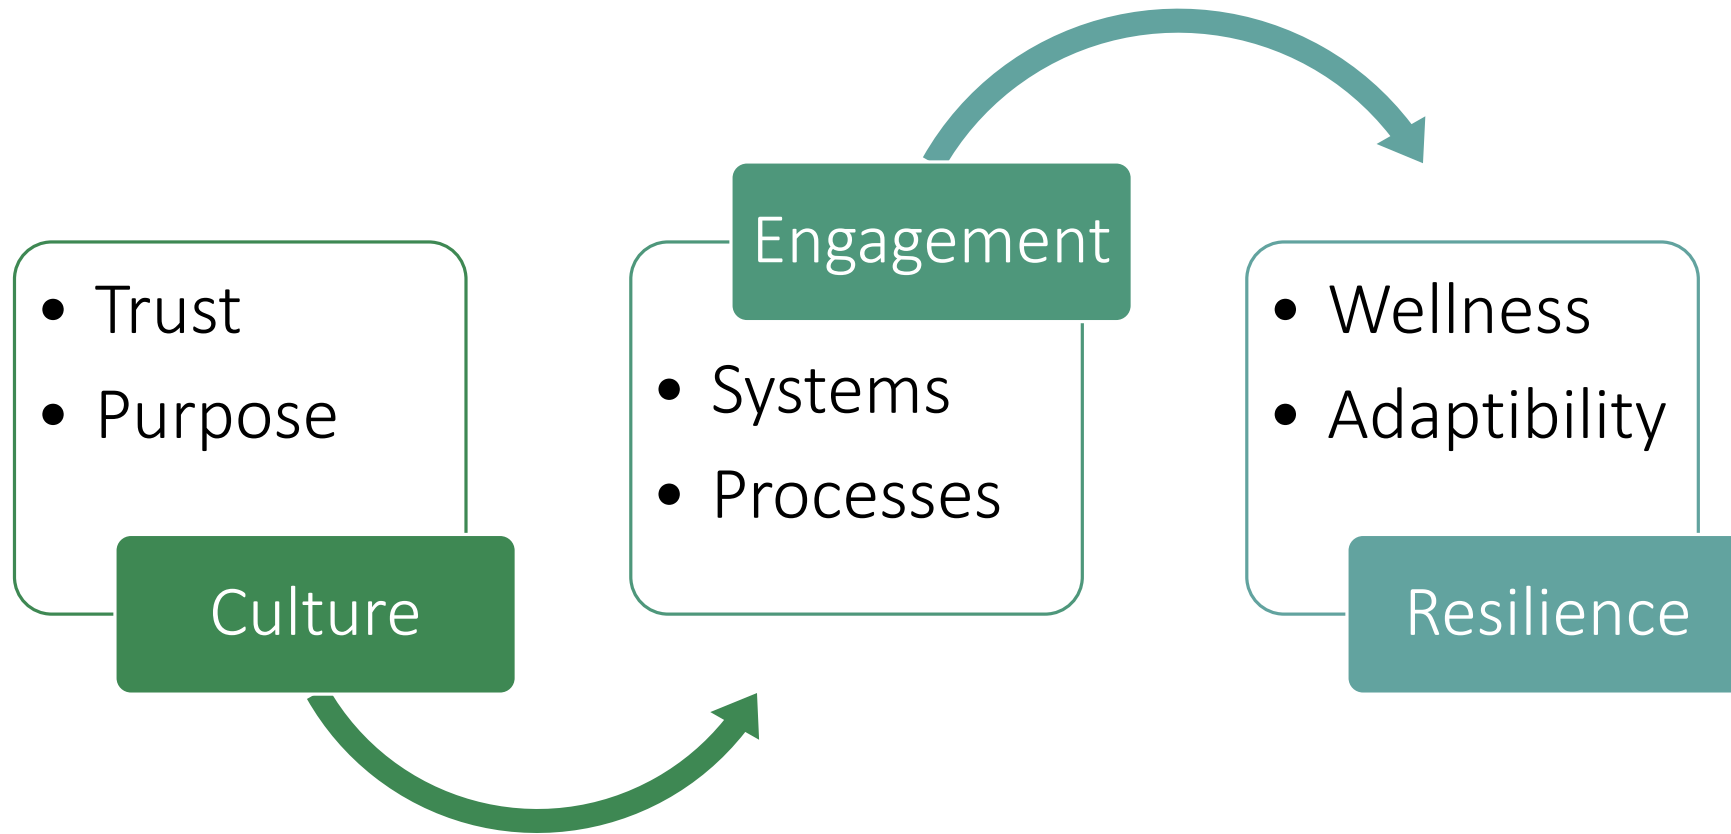 • Trust
• Purpose
Culture
Engagement
• Systems
• Processes
• Wellness
• Adaptibility
Resilience